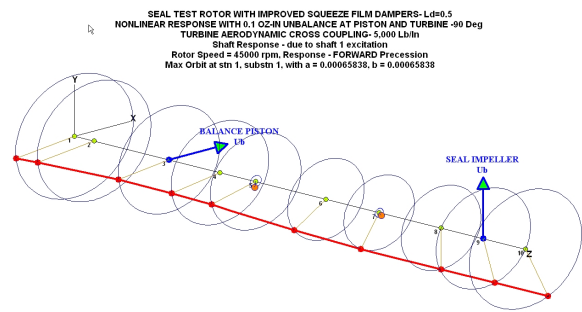 SEAL TEST ROTOR WITH IMPROVED SQUEEZE FILM DAMPERS- Ld=0.5
NONLINEAR RESPONSE WITH 0.1 OZ-IN UNBALANCE AT PISTON AND TURBINE -90 Deg
TURBINE AERODYNAMIC CROSS COUPLING- 5,000 Lb/In
Shaft Response - due to shaft 1 excitation
Rotor Speed = 45000 rpm, Response - FORWARD Precession
Max Orbit at stn 1, substn 1, with a = 0.00065838, b = 0.00065838
Y
X
BALANCE PISTON
Ub
SEAL IMPELLER
Ub
1
2
3
4
5
6
7
8
9
10
Z